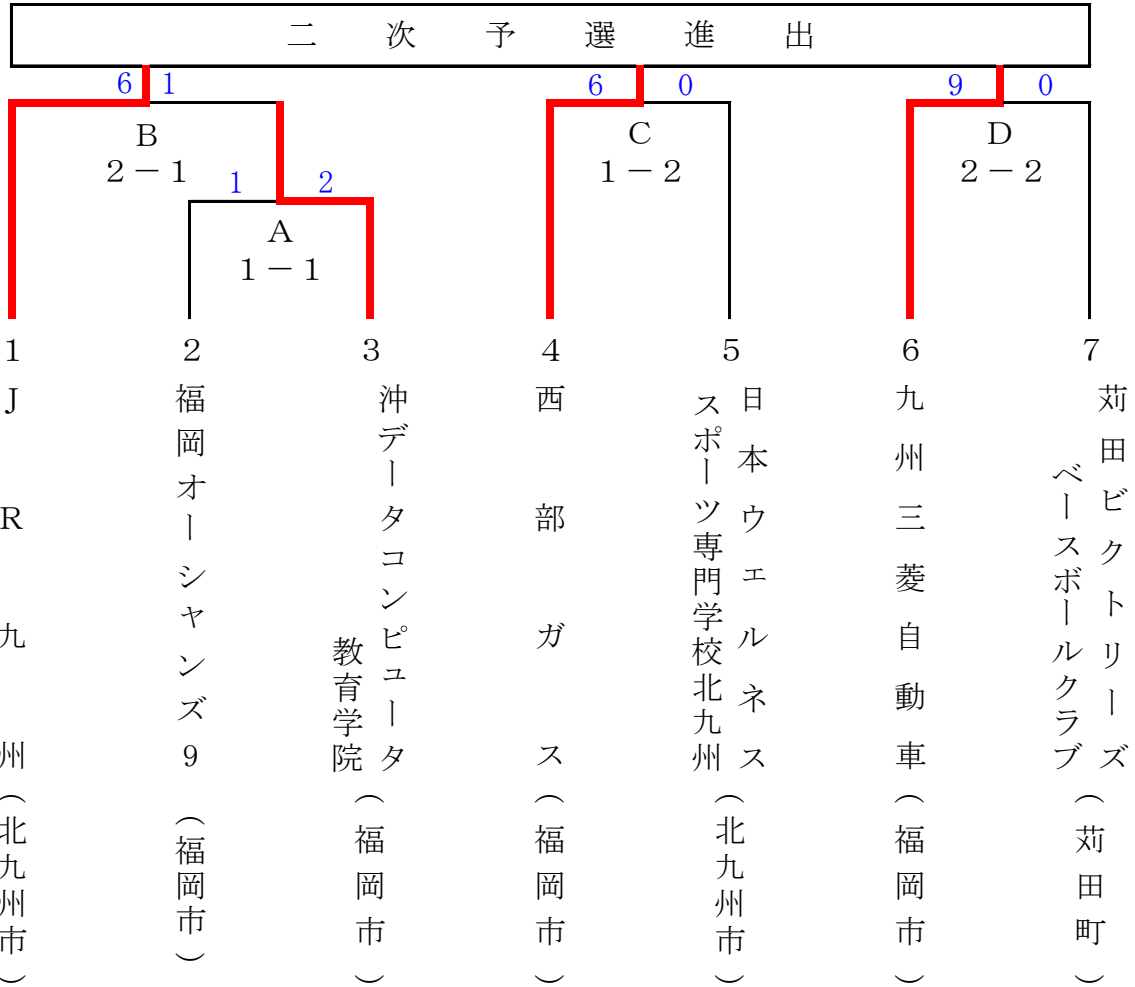 二次予選進出
6 1
6 0
9 0
B
2－1
C
1－2
D
2－2
1 2
A
1－1
1
2
3
4
5
6
7
JR九州（北九州市）
福岡オーシャンズ9（福岡市）
沖データコンピュータ
教育学院
（福岡市）
西部ガス（福岡市）
日本ウェルネス
スポーツ専門学校北九州
（北九州市）
九州三菱自動車（福岡市）
苅田ビクトリーズ
ベースボールクラブ
（苅田町）